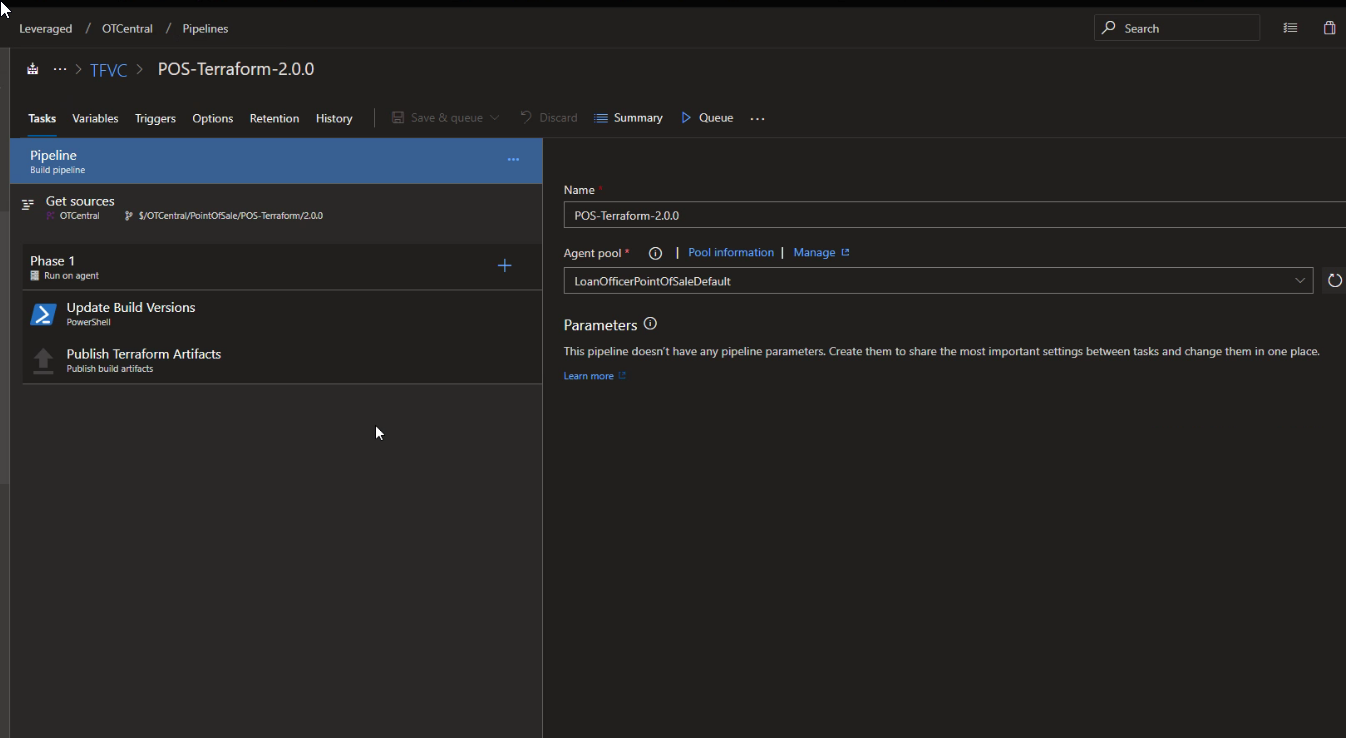 Leveraged / OTCentral / Pipelines
Search
... > TFVC > POS-Terraform-2.0.0
Tasks Variables Triggers Options Retention History Save & queue Discard Summary Queue ...
Pipeline
Build pipeline
...
Get sources
OTCentral $/OTCentral/PointOfSale/POS-Terraform/2.0.0
Phase 1
Run on agent
Update Build Versions
PowerShell
Publish Terraform Artifacts
Publish build artifacts
Name *
POS-Terraform-2.0.0
Agent pool * | Pool information | Manage
LoanOfficerPointOfSaleDefault
Parameters
This pipeline doesn't have any pipeline parameters. Create them to share the most important settings between tasks and change them in one place.
Learn more